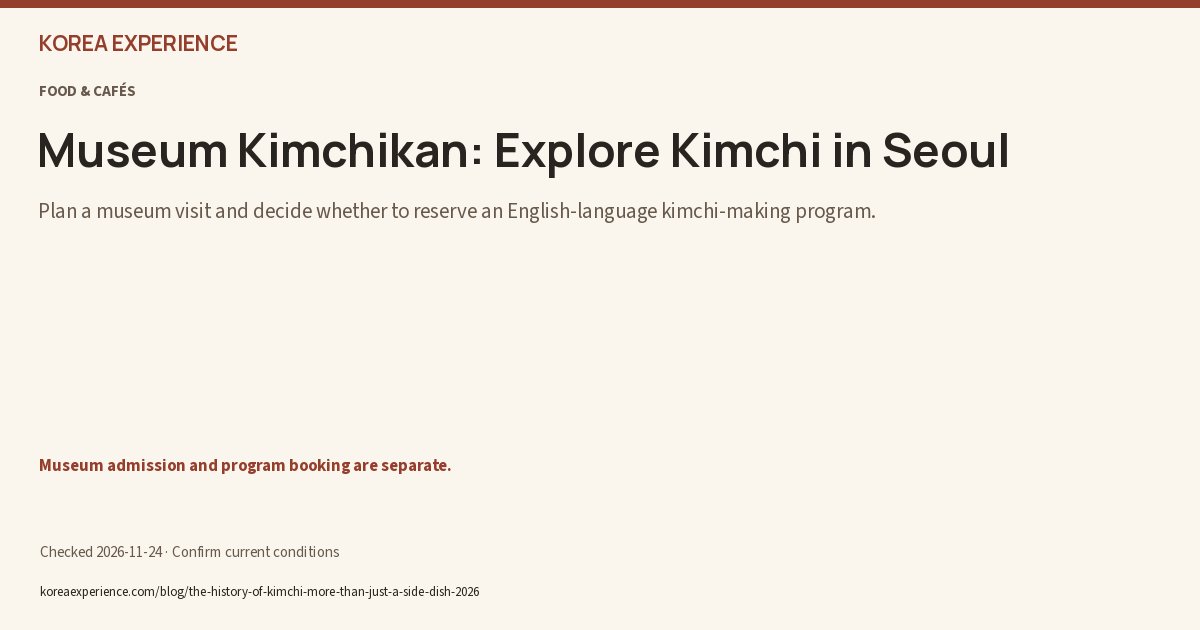 KOREA EXPERIENCE
FOOD & CAFÉS
Museum Kimchikan: Explore Kimchi in Seoul
Plan a museum visit and decide whether to reserve an English-language kimchi-making program.
Museum admission and program booking are separate.
Checked 2026-11-24 · Confirm current conditions
koreaexperience.com/blog/the-history-of-kimchi-more-than-just-a-side-dish-2026